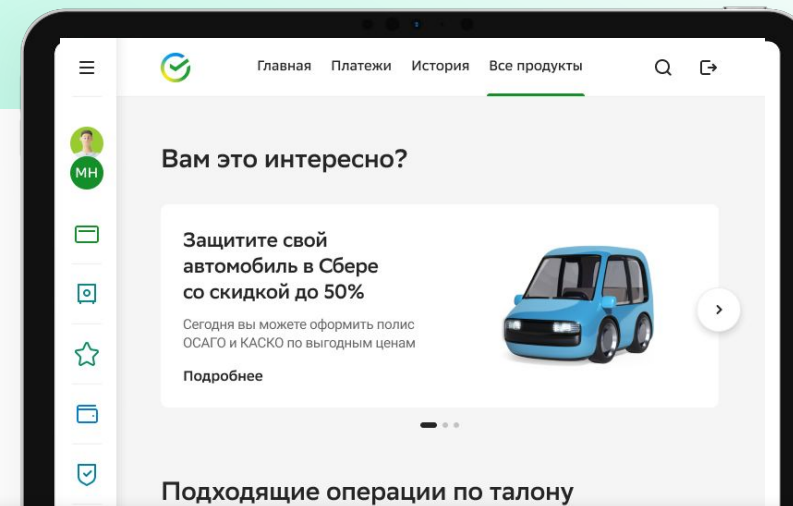 Главная Платежи История Все продукты
МН
Вам это интересно?
Защитите свой
автомобиль в Сбере
со скидкой до 50%
Сегодня вы можете оформить полис
ОСАГО и КАСКО по выгодным ценам
Подробнее
Подходящие операции по талону